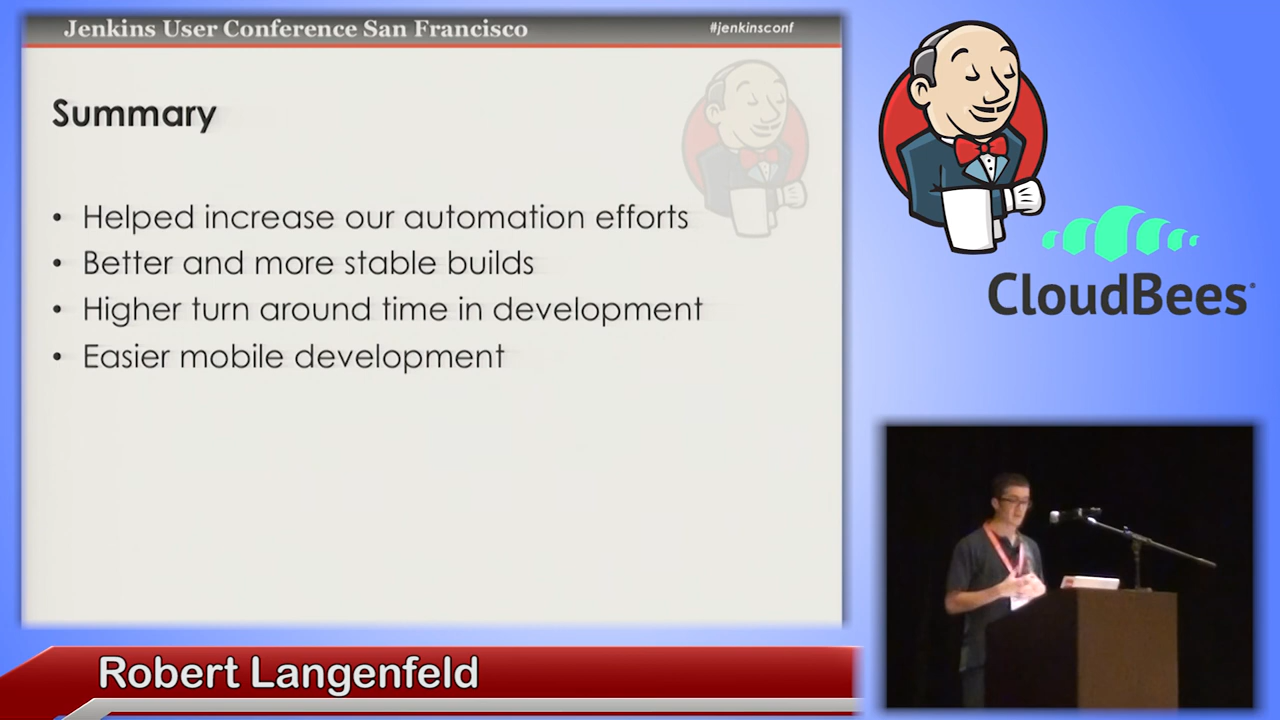 Jenkins User Conference San Francisco
#jenkinsconf
Summary
• Helped increase our automation efforts
• Better and more stable builds
• Higher turn around time in development
• Easier mobile development
CloudBees
Robert Langenfeld